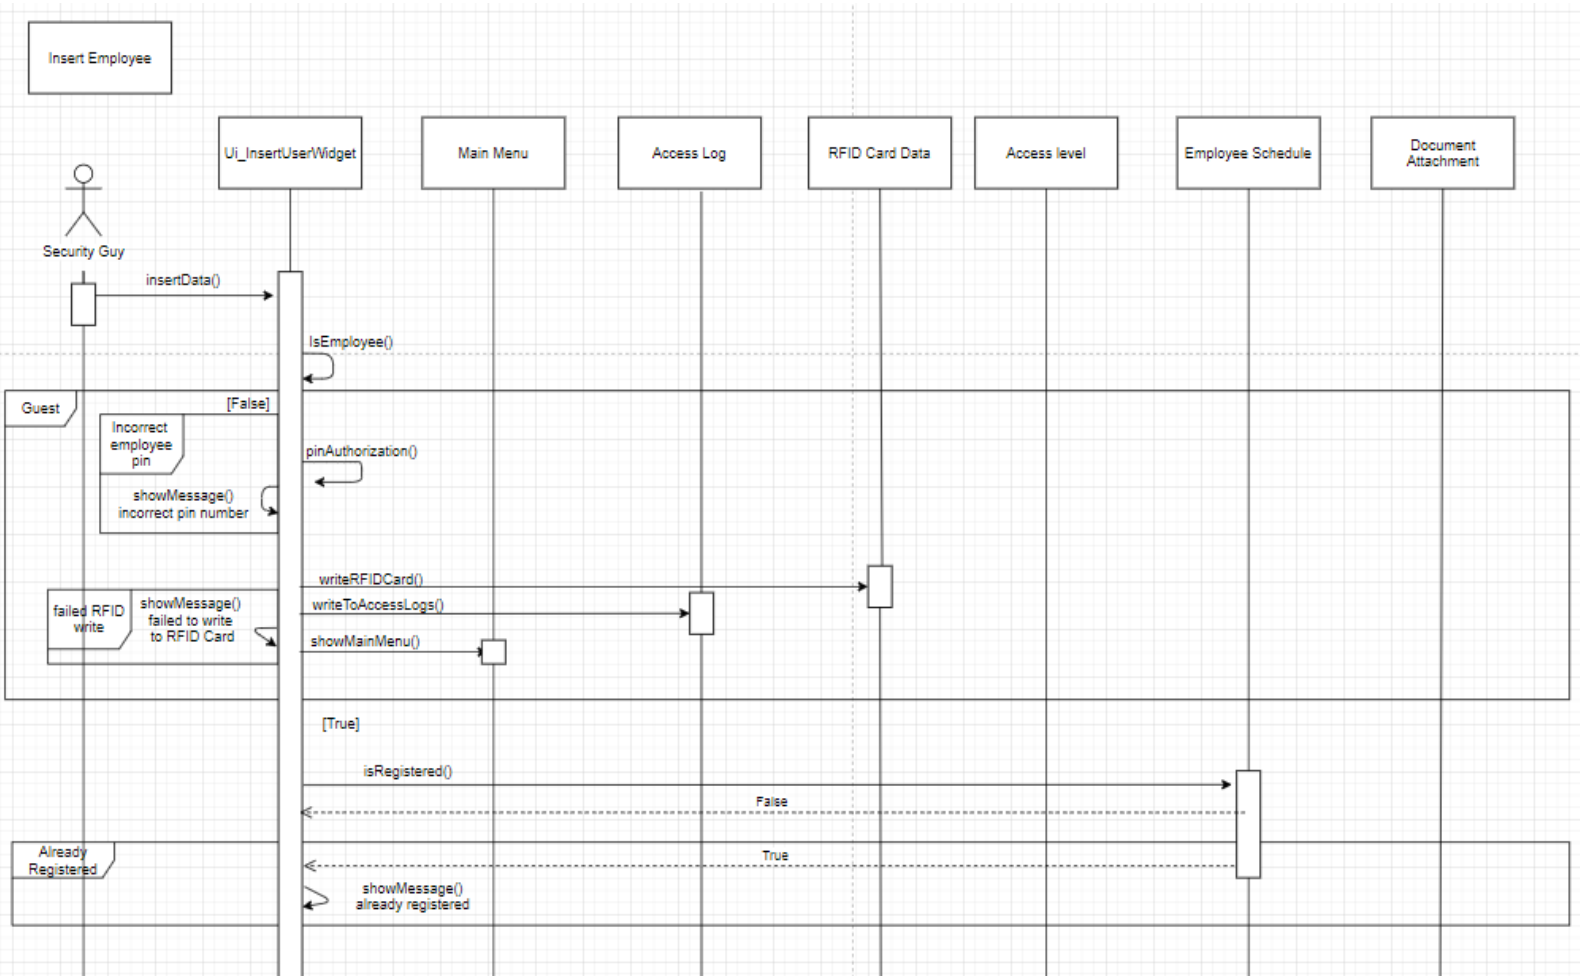 Insert Employee
Ui_InsertUserWidget
Main Menu
Access Log
RFID Card Data
Access level
Employee Schedule
Document
Attachment
Security Guy
insertData()
IsEmployee()
Guest
[False]
Incorrect
employee
pin
pinAuthorization()
showMessage()
incorrect pin number
writeRFIDCard()
failed RFID
write
showMessage()
failed to write
to RFID Card
writeToAccessLogs()
showMainMenu()
[True]
isRegistered()
False
Already
Registered
True
showMessage()
already registered